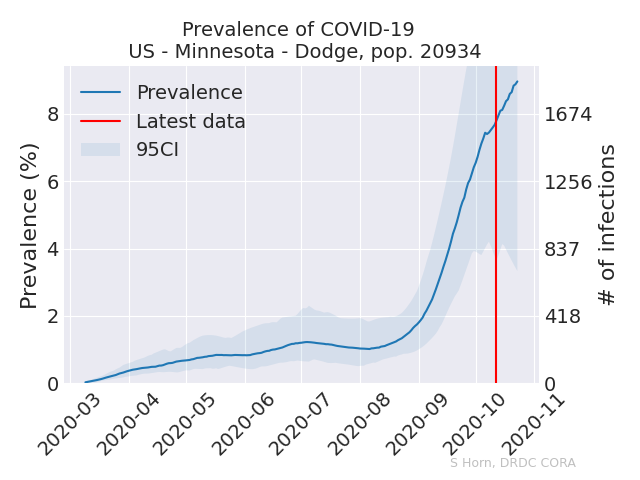 Prevalence of COVID-19
US - Minnesota - Dodge, pop. 20934
Prevalence
Latest data
95CI
Prevalence (%)
8
6
4
2
0
1674
1256
837
418
0
# of infections
2020-03
2020-04
2020-05
2020-06
2020-07
2020-08
2020-09
2020-10
2020-11
S Horn, DRDC CORA